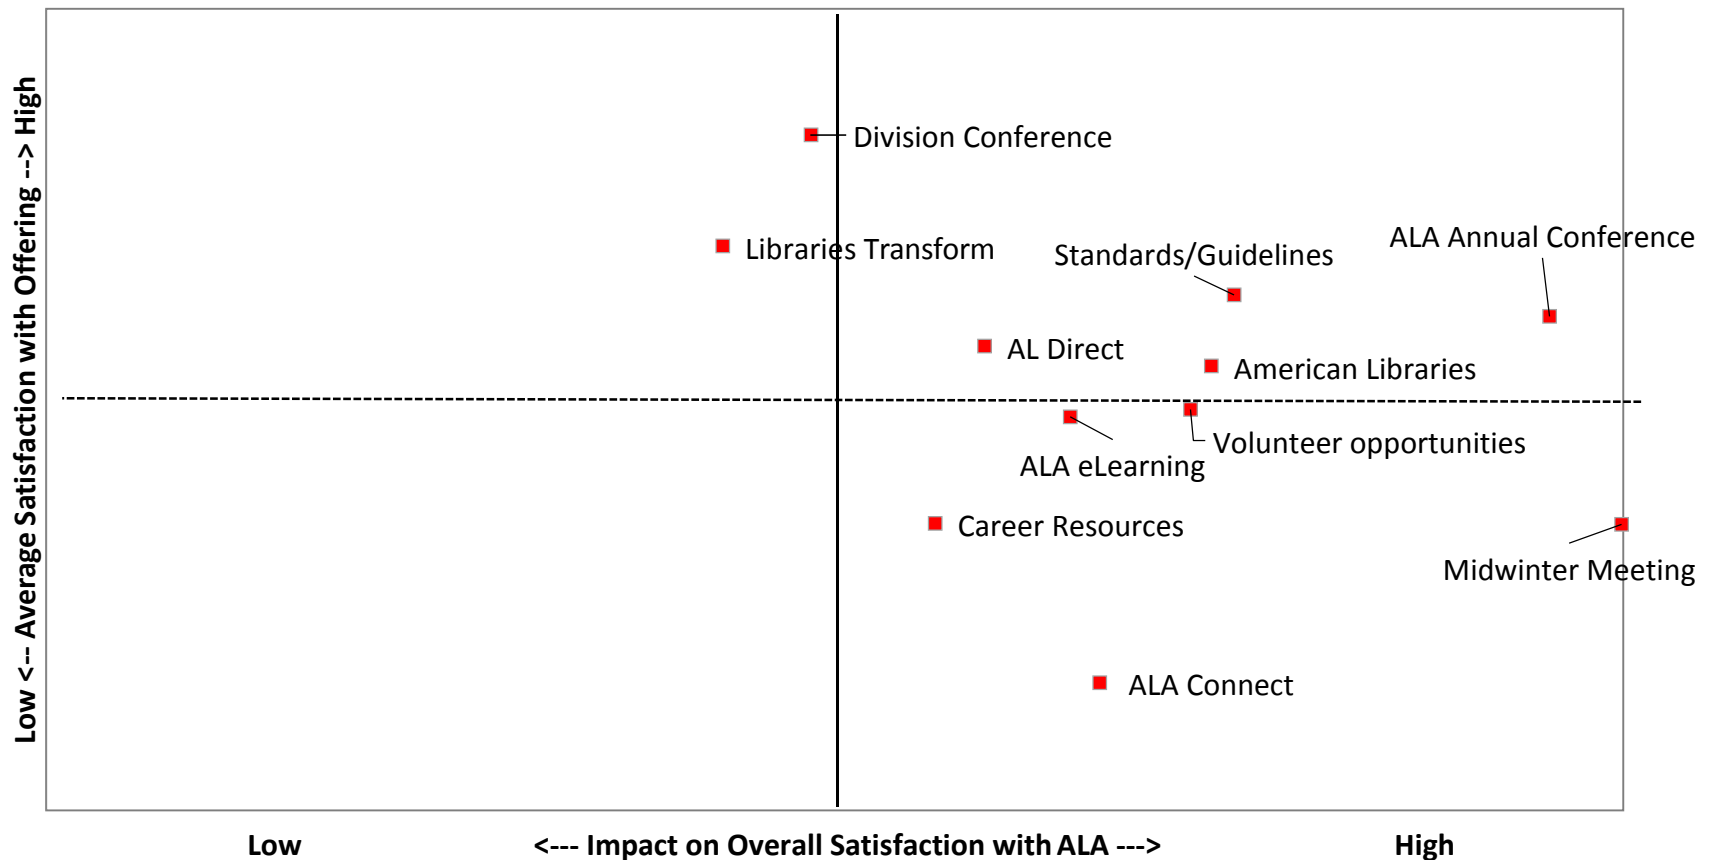 Low <-- Average Satisfaction with Offering --> High
Division Conference
Libraries Transform
Standards/Guidelines
ALA Annual Conference
AL Direct
American Libraries
Volunteer opportunities
ALA eLearning
Career Resources
Midwinter Meeting
ALA Connect
Low <--- Impact on Overall Satisfaction with ALA ---> High